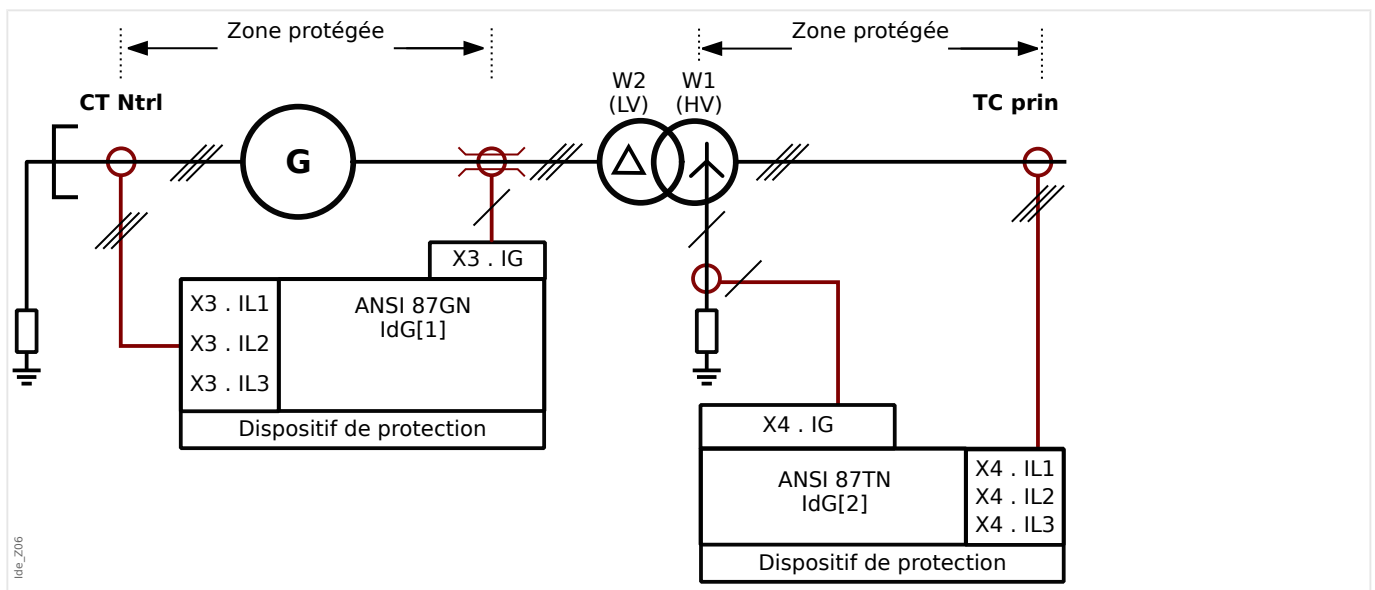 Zone protégée
Zone protégée
W2
(LV)
W1
(HV)
CT Ntrl
TC prin
G
X3 . IG
X3 . IL1
X3 . IL2
X3 . IL3
ANSI 87GN
IdG[1]
Dispositif de protection
X4 . IG
ANSI 87TN
IdG[2]
X4 . IL1
X4 . IL2
X4 . IL3
Dispositif de protection
Ide_Z06